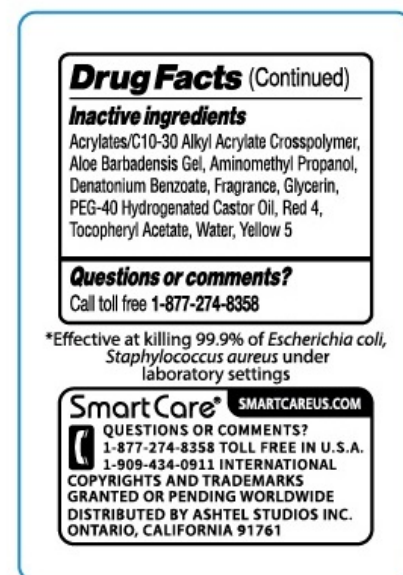 Drug Facts (Continued)
Inactive ingredients
Acrylates/C10-30 Alkyl Acrylate Crosspolymer,
Aloe Barbadensis Gel, Aminomethyl Propanol,
Denatonium Benzoate, Fragrance, Glycerin,
PEG-40 Hydrogenated Castor Oil, Red 4,
Tocopheryl Acetate, Water, Yellow 5
Questions or comments?
Call toll free 1-877-274-8358
*Effective at killing 99.9% of Escherichia coli,
Staphylococcus aureus under
laboratory settings
SmartCare® SMARTCAREUS.COM
QUESTIONS OR COMMENTS?
1-877-274-8358 TOLL FREE IN U.S.A.
1-909-434-0911 INTERNATIONAL
COPYRIGHTS AND TRADEMARKS
GRANTED OR PENDING WORLDWIDE
DISTRIBUTED BY ASHTEL STUDIOS INC.
ONTARIO, CALIFORNIA 91761